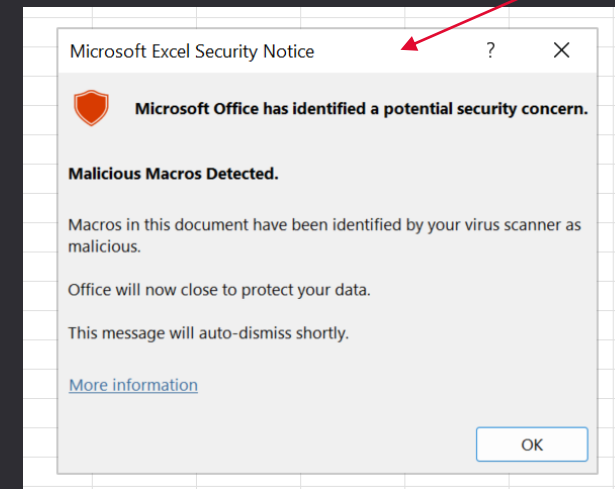 Microsoft Excel Security Notice ? X
Microsoft Office has identified a potential security concern.
Malicious Macros Detected.
Macros in this document have been identified by your virus scanner as
malicious.
Office will now close to protect your data.
This message will auto-dismiss shortly.
More information
OK